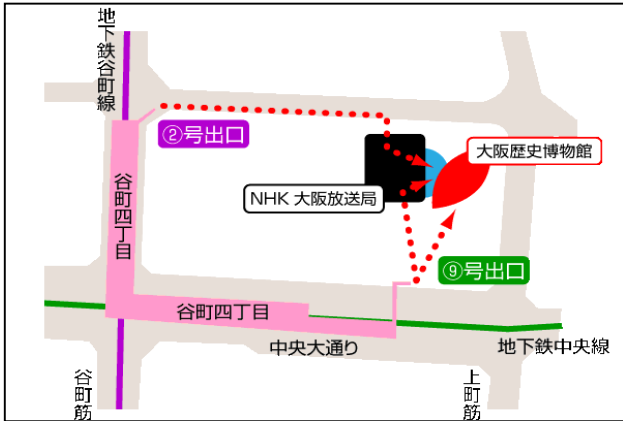 地下鉄谷町線
②号出口
大阪歴史博物館
谷町四丁目
NHK 大阪放送局
⑨号出口
谷町四丁目
中央大通り
地下鉄中央線
谷町筋
上町筋